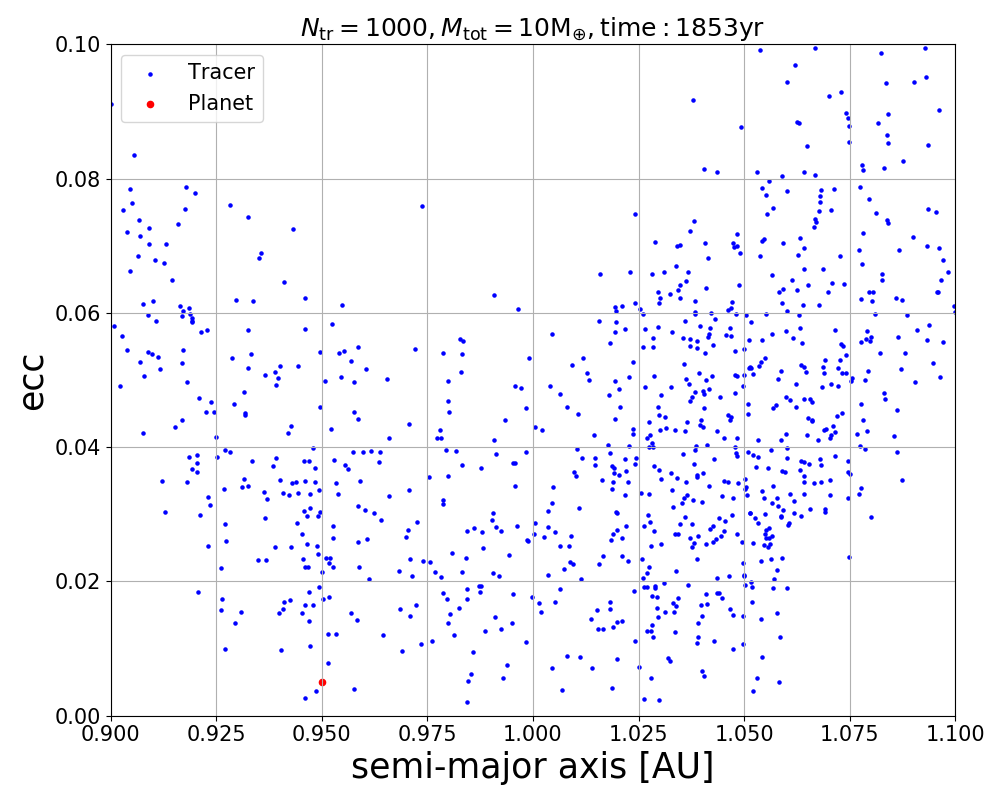 N_tr = 1000, M_tot = 10M_⊕, time : 1853yr
0.10
Tracer
Planet
0.08
0.06
ecc
0.04
0.02
0.00
0.900 0.925 0.950 0.975 1.000 1.025 1.050 1.075 1.100
semi-major axis [AU]